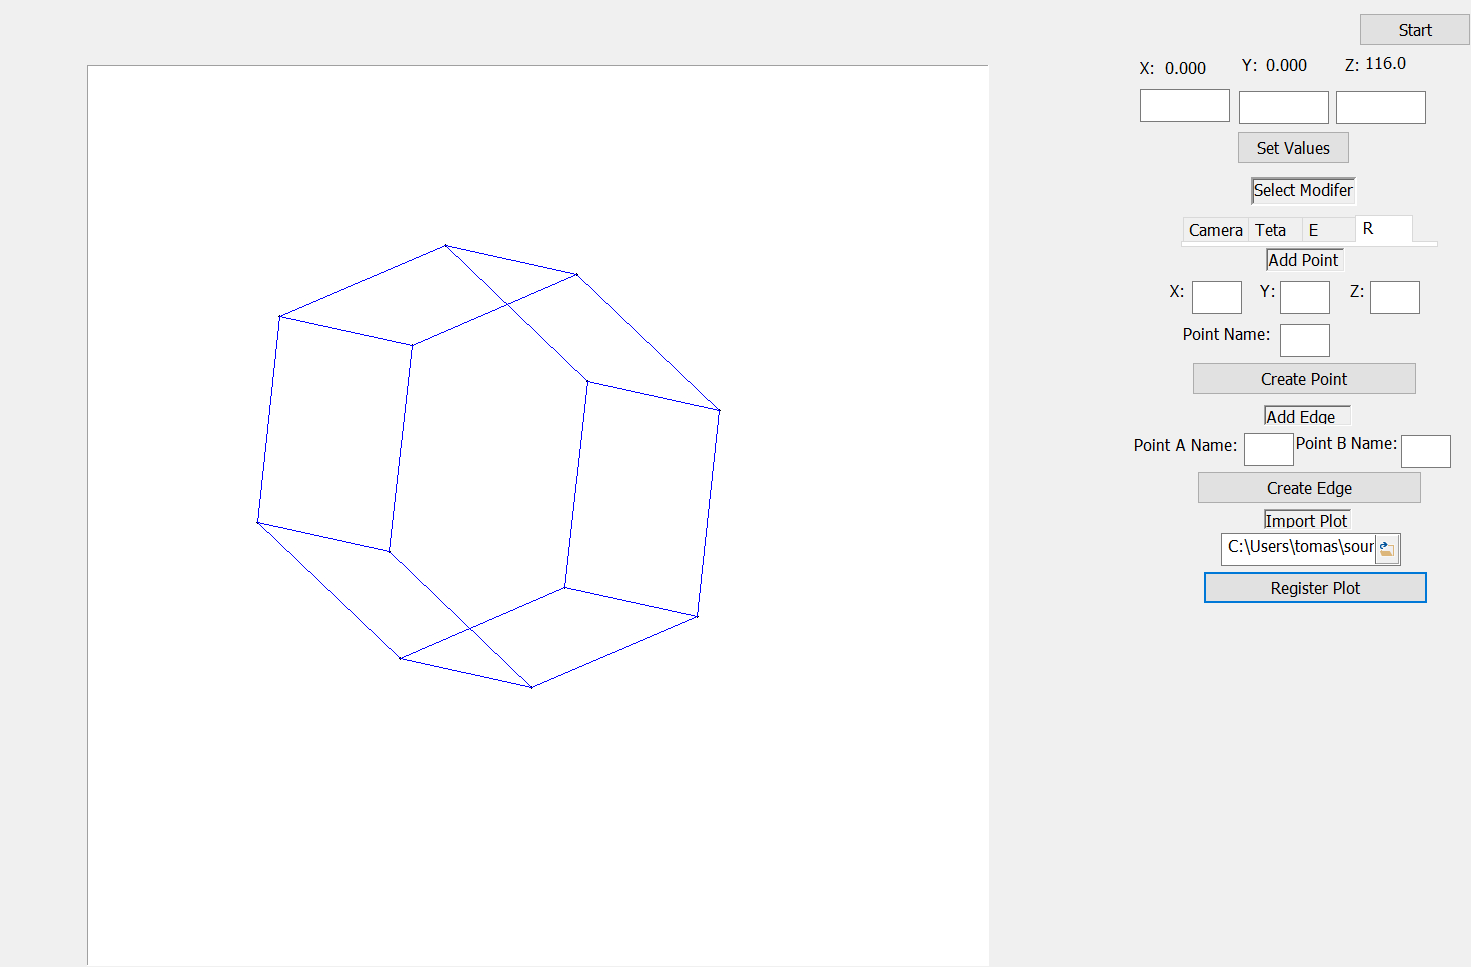 Start
X: 0.000 Y: 0.000 Z: 116.0
Set Values
Select Modifer
Camera Teta E R
Add Point
X: Y: Z:
Point Name:
Create Point
Add Edge
Point A Name: Point B Name:
Create Edge
Import Plot
C:\Users\tomas\sour
Register Plot